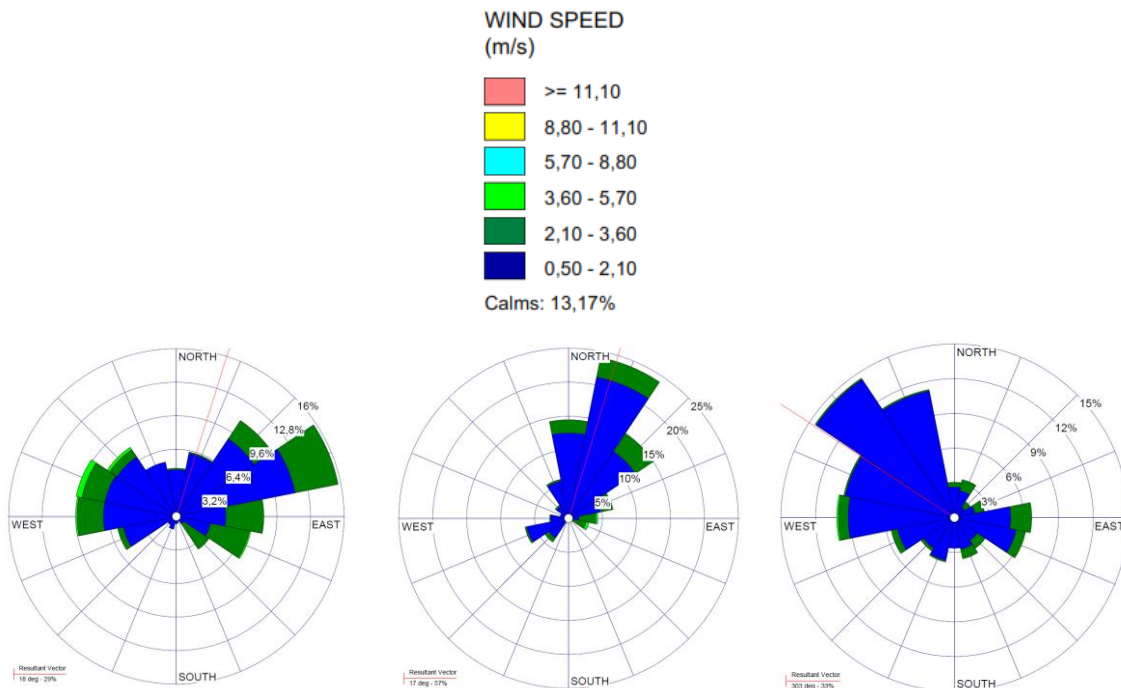 WIND SPEED
(m/s)
>= 11,10
8,80 - 11,10
5,70 - 8,80
3,60 - 5,70
2,10 - 3,60
0,50 - 2,10
Calms: 13,17%
NORTH
16%
12,8%
9,6%
6,4%
3,2%
WEST
EAST
SOUTH
Resultant Vector
18 deg - 29%
NORTH
25%
20%
15%
10%
5%
WEST
EAST
SOUTH
Resultant Vector
17 deg - 57%
NORTH
15%
12%
9%
6%
3%
WEST
EAST
SOUTH
Resultant Vector
303 deg - 33%